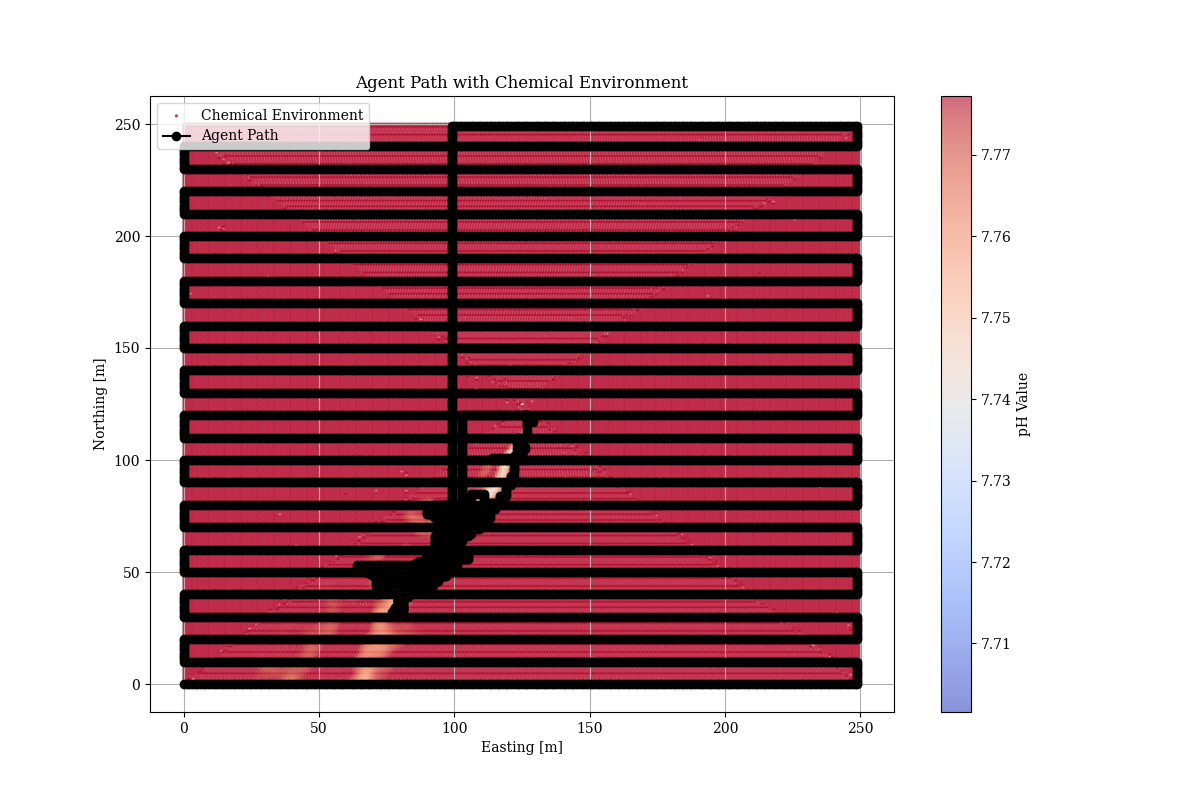 Agent Path with Chemical Environment
Chemical Environment
Agent Path
250
200
150
100
50
0
Northing [m]
0 50 100 150 200 250
Easting [m]
7.77
7.76
7.75
7.74
7.73
7.72
7.71
pH Value